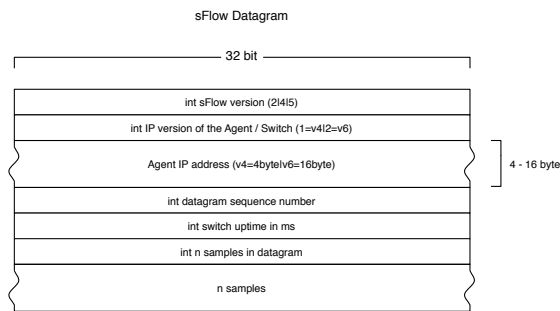 sFlow Datagram
32 bit
int sFlow version (2|4|5)
int IP version of the Agent / Switch (1=v4|2=v6)
Agent IP address (v4=4byte|v6=16byte)
4 - 16 byte
int datagram sequence number
int switch uptime in ms
int n samples in datagram
n samples